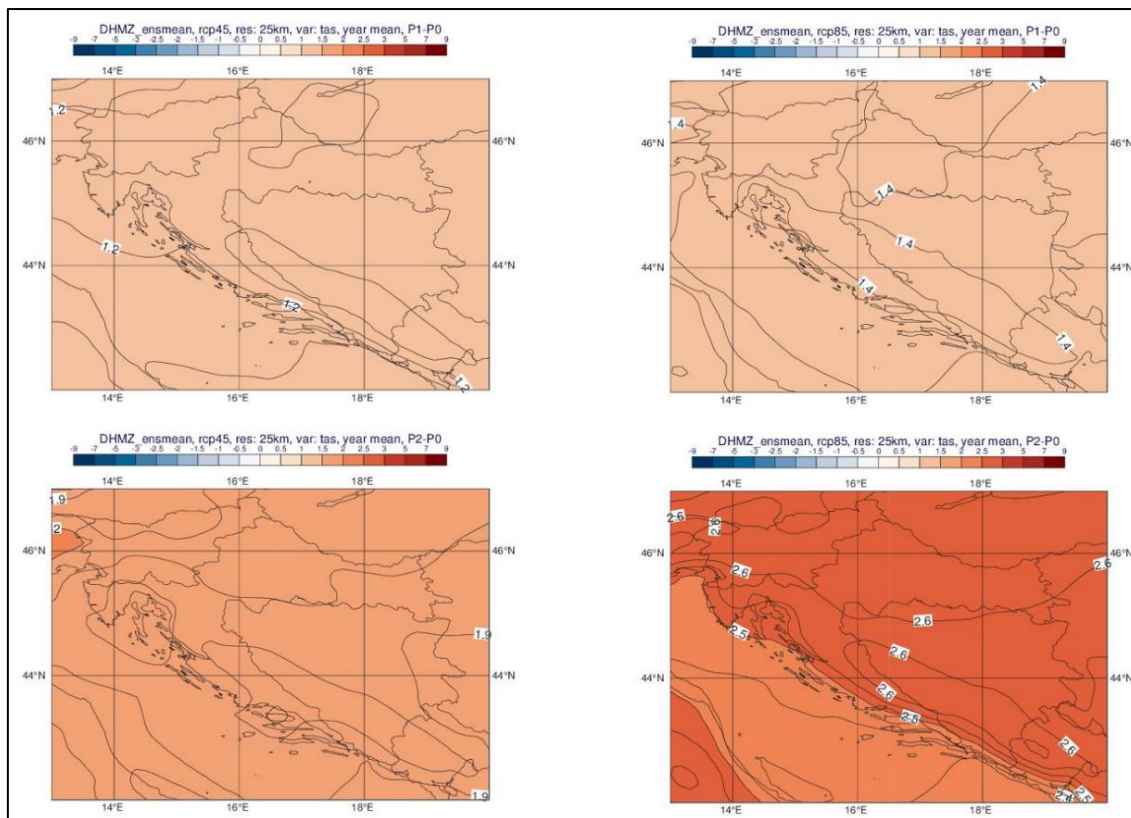 DHMZ_ensmean, rcp45, res: 25km, var: tas, year mean, P1-P0
-9 -7 -5 -3 -2.5 -2 -1.5 -1 -0.5 0 0.5 1 1.5 2 2.5 3 5 7 9
14°E 16°E 18°E
1.2
46°N
1.2
44°N
1.2
1.2
14°E 16°E 18°E
DHMZ_ensmean, rcp85, res: 25km, var: tas, year mean, P1-P0
-9 -7 -5 -3 -2.5 -2 -1.5 -1 -0.5 0 0.5 1 1.5 2 2.5 3 5 7 9
14°E 16°E 18°E
1.4
1.4
46°N
1.4
1.4
44°N
1.4
1.4
14°E 16°E 18°E
DHMZ_ensmean, rcp45, res: 25km, var: tas, year mean, P2-P0
-9 -7 -5 -3 -2.5 -2 -1.5 -1 -0.5 0 0.5 1 1.5 2 2.5 3 5 7 9
14°E 16°E 18°E
1.9
2
46°N
1.9
44°N
1.9
14°E 16°E 18°E
DHMZ_ensmean, rcp85, res: 25km, var: tas, year mean, P2-P0
-9 -7 -5 -3 -2.5 -2 -1.5 -1 -0.5 0 0.5 1 1.5 2 2.5 3 5 7 9
14°E 16°E 18°E
2.6 2.6
46°N
2.6 2.6
2.6
2.5
2.6
44°N
2.6
2.5
2.6
2.5
2.4
14°E 16°E 18°E